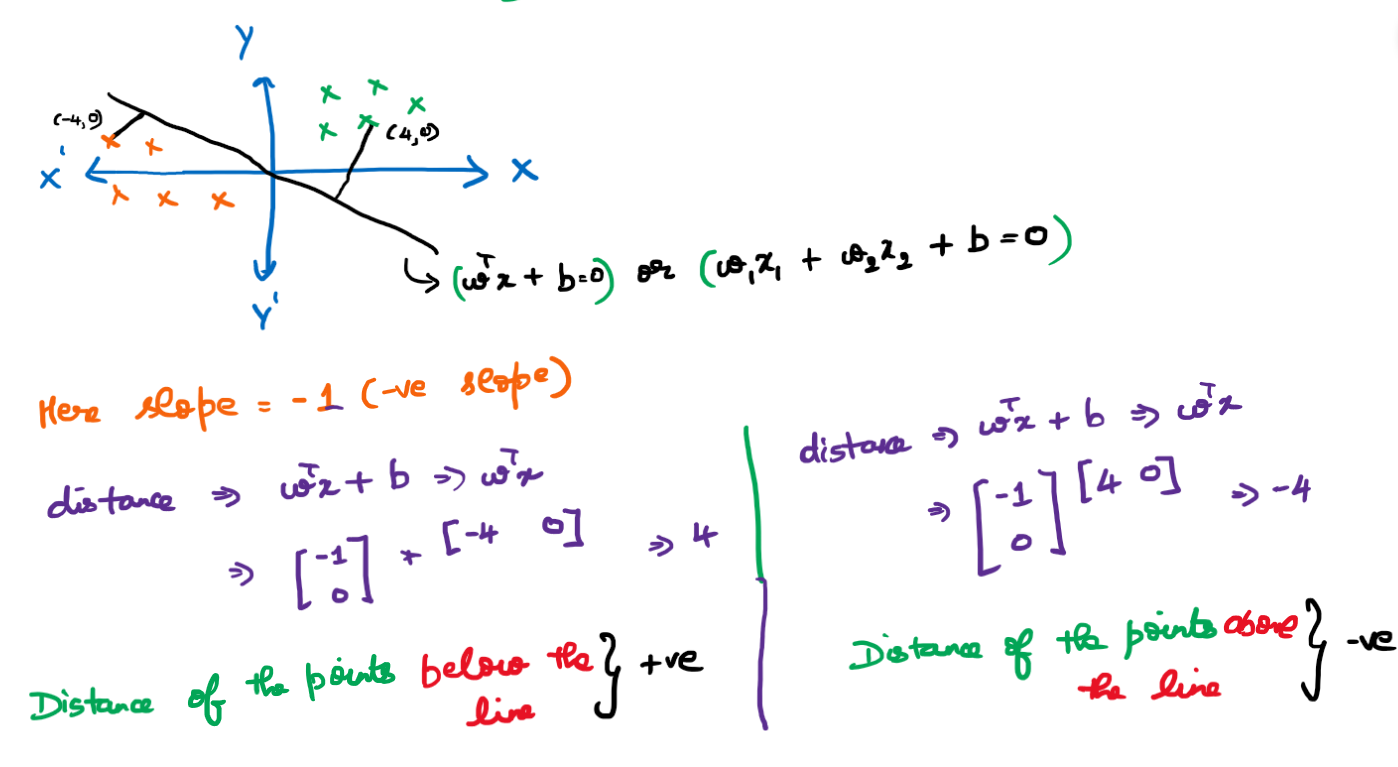 Y
(-4,0)
(4,0)
X'
X
Y'
(wᵀx + b=0) or (w₁x₁ + w₂x₂ + b=0)
Here slope = -1 (-ve slope)
distance ⇒ wᵀx + b ⇒ wᵀx
⇒ [-1 0] * [-4 0] ⇒ 4
Distance of the points below the line } +ve
distance ⇒ wᵀx + b ⇒ wᵀx
⇒ [-1 0] [4 0] ⇒ -4
Distance of the points above the line } -ve